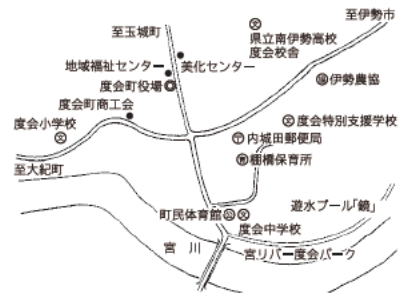 至伊勢市
至玉城町
県立南伊勢高校
度会校舎
美化センター
地域福祉センター
伊勢農協
度会町役場
度会町商工会
度会小学校
度会特別支援学校
内城田郵便局
棚橋保育所
至大紀町
遊水プール「鏡」
町民体育館
度会中学校
宮川
宮リバー度会パーク